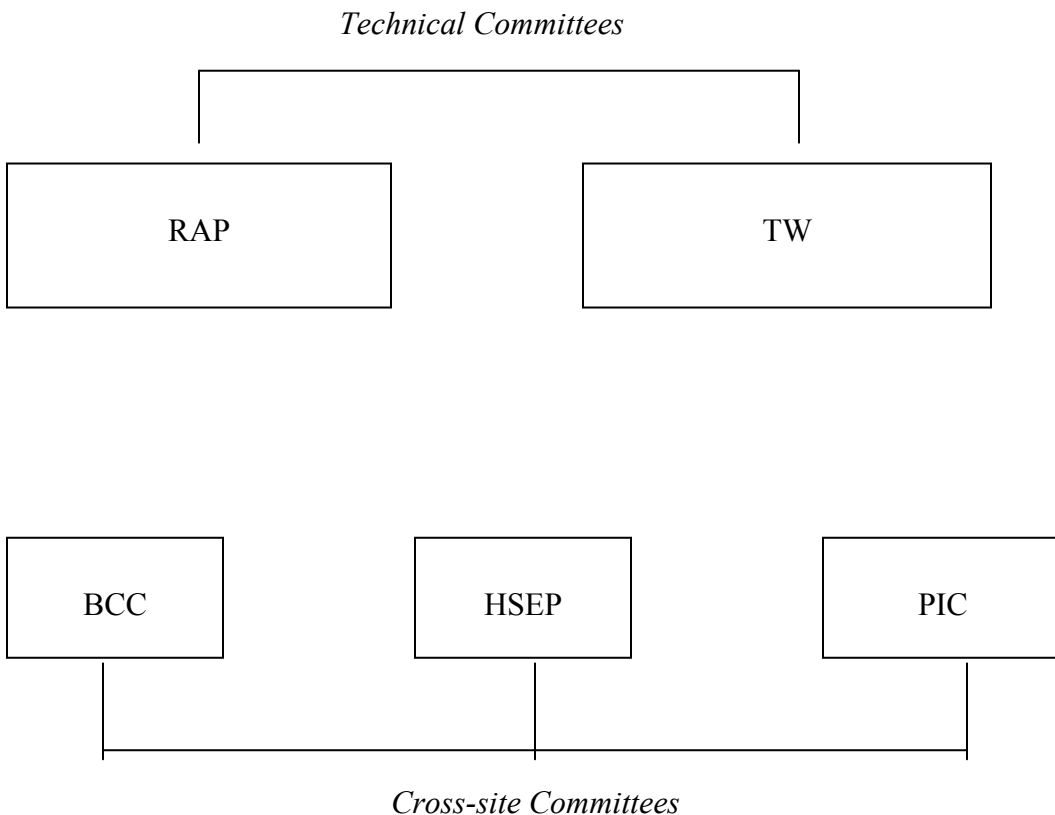 Technical Committees
RAP
TW
BCC
HSEP
PIC
Cross-site Committees